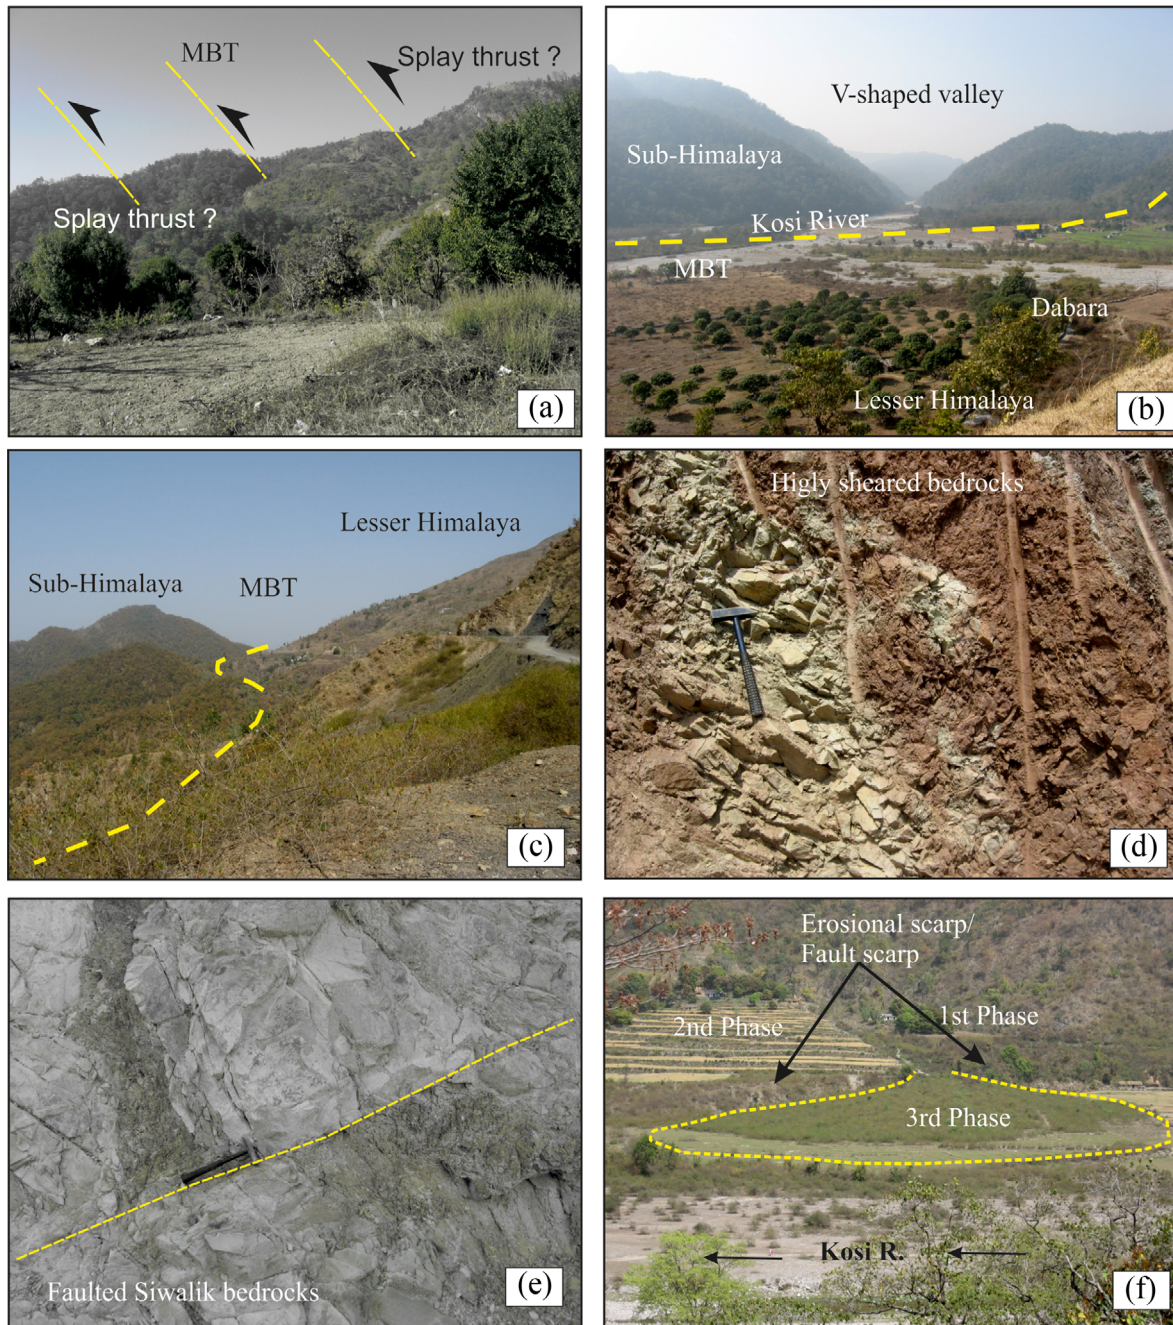 MBT
Splay thrust ?
Splay thrust ?
(a)
V-shaped valley
Sub-Himalaya
Kosi River
MBT
Dabara
Lesser Himalaya
(b)
Lesser Himalaya
Sub-Himalaya
MBT
(c)
Higly sheared bedrocks
(d)
Faulted Siwalik bedrocks
(e)
Erosional scarp/
Fault scarp
2nd Phase
1st Phase
3rd Phase
Kosi R.
(f)